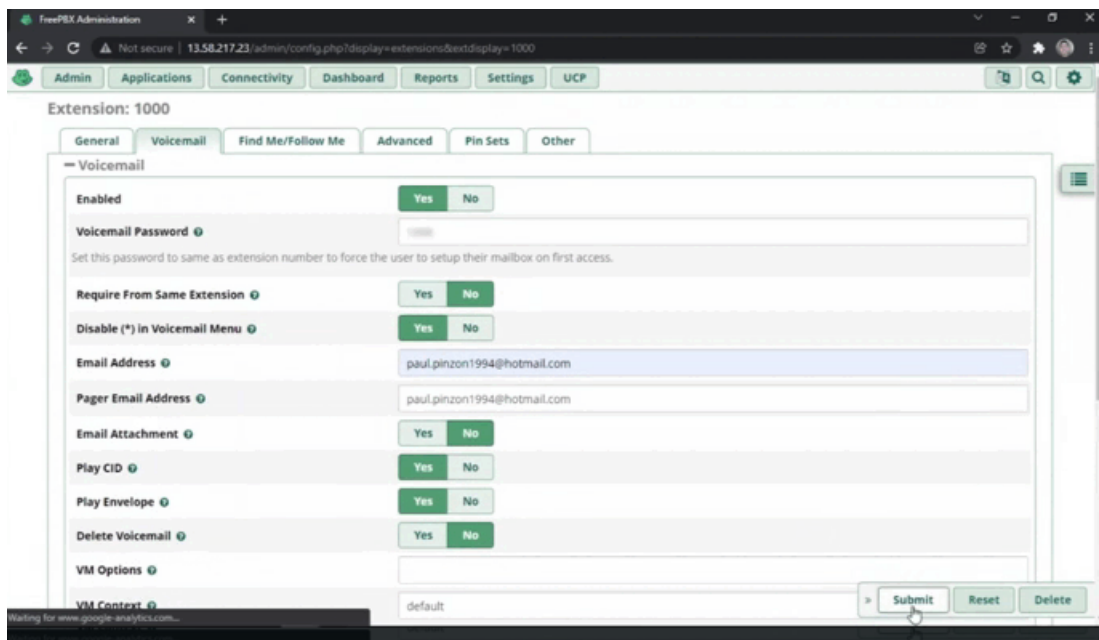 FreePBX Administration
Not secure | 13.58.217.23/admin/config.php?display=extensions&extdisplay=1000
Admin Applications Connectivity Dashboard Reports Settings UCP
Extension: 1000
General Voicemail Find Me/Follow Me Advanced Pin Sets Other
Voicemail
Enabled Yes No
Voicemail Password
Set this password to same as extension number to force the user to setup their mailbox on first access.
Require From Same Extension Yes No
Disable (*) in Voicemail Menu Yes No
Email Address paul.pinzon1994@hotmail.com
Pager Email Address paul.pinzon1994@hotmail.com
Email Attachment Yes No
Play CID Yes No
Play Envelope Yes No
Delete Voicemail Yes No
VM Options
VM Context default
» Submit Reset Delete
Waiting for www.google-analytics.com...